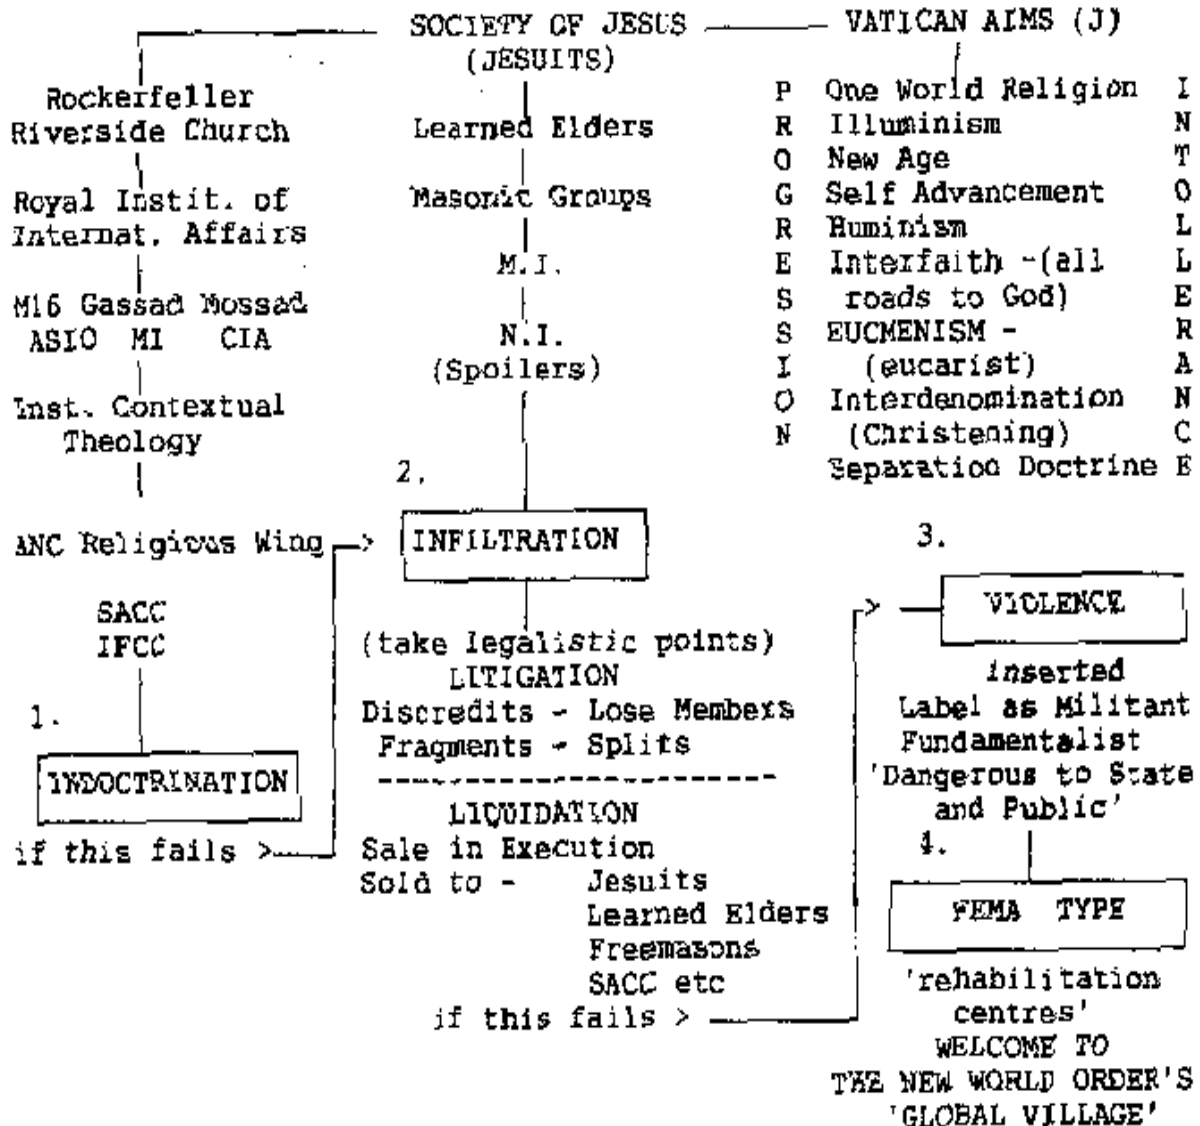 SOCIETY OF JESUS
(JESUITS)
VATICAN AIMS (J)
Rockerfeller
Riverside Church
Royal Instit. of
Internat. Affairs
M16 Gassad Mossad
ASIO MI CIA
Inst. Contextual
Theology
ANC Religious Wing
SACC
IFCC
1.
INDOCTRINATION
if this fails >
Learned Elders
Masonic Groups
M.I.
N.I.
(Spoilers)
2.
> INFILTRATION
(take legalistic points)
LITIGATION
Discredits - Lose Members
Fragments - Splits
LIQUIDATION
Sale in Execution
Sold to - Jesuits
Learned Elders
Freemasons
SACC etc
if this fails >
PROGRESSION
One World Religion
Illuminism
New Age
Self Advancement
Huminism
Interfaith -(all
roads to God)
EUCMENISM -
(eucarist)
Interdenomination
(Christening)
Separation Doctrine
INTOLLERANCE
3.
> VIOLENCE
inserted
Label as Militant
Fundamentalist
'Dangerous to State
and Public'
4.
FEMA TYPE
'rehabilitation
centres'
WELCOME TO
THE NEW WORLD ORDER'S
'GLOBAL VILLAGE'